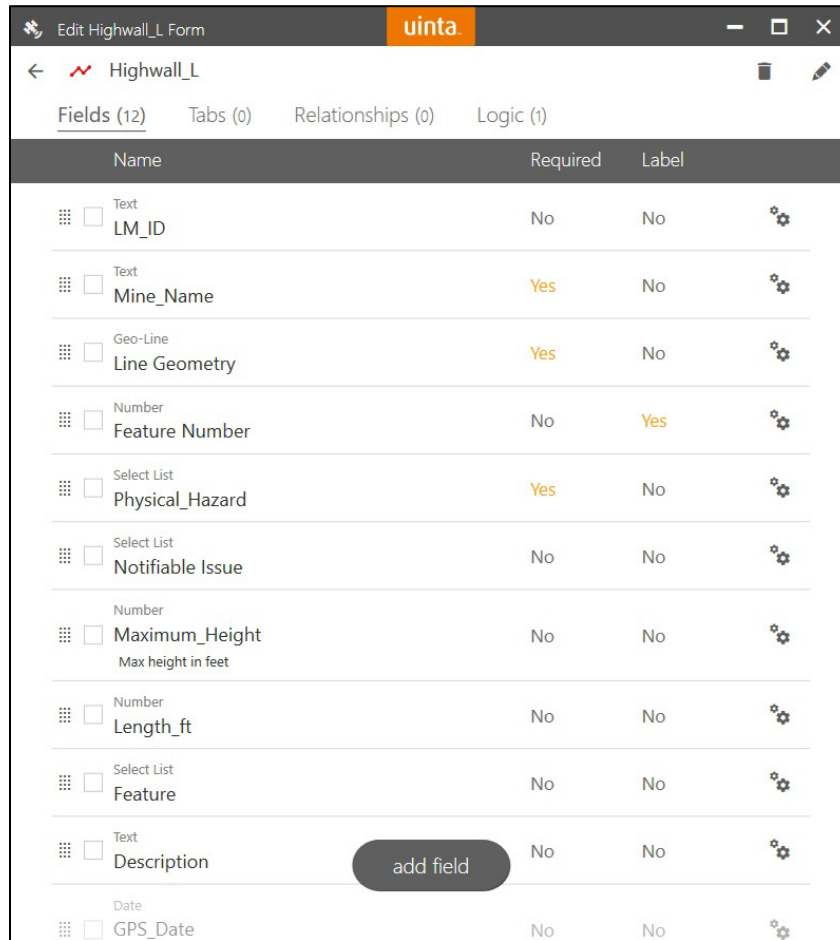 Edit Highwall_L Form uinta.
Highwall_L
Fields (12) Tabs (0) Relationships (0) Logic (1)
Name Required Label
Text
LM_ID No No
Text
Mine_Name Yes No
Geo-Line
Line Geometry Yes No
Number
Feature Number No Yes
Select List
Physical_Hazard Yes No
Select List
Notifiable Issue No No
Number
Maximum_Height No No
Max height in feet
Number
Length_ft No No
Select List
Feature No No
Text
Description No No
add field
Date
GPS_Date No No